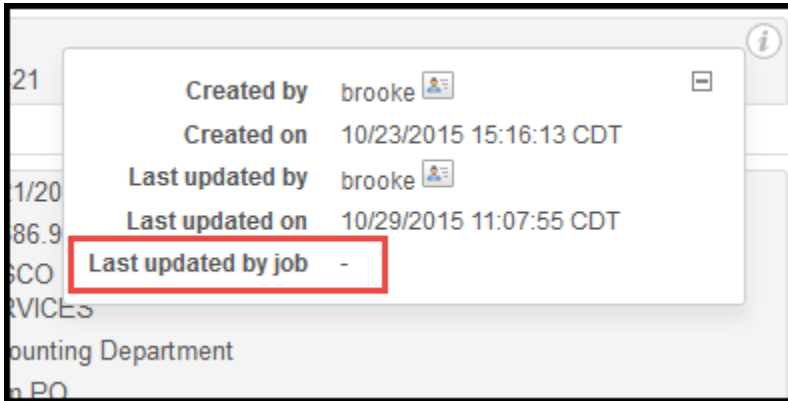 21
Created by brooke
Created on 10/23/2015 15:16:13 CDT
Last updated by brooke
Last updated on 10/29/2015 11:07:55 CDT
Last updated by job -
1/20
86.9
SCO
RVICES
ounting Department
m PO